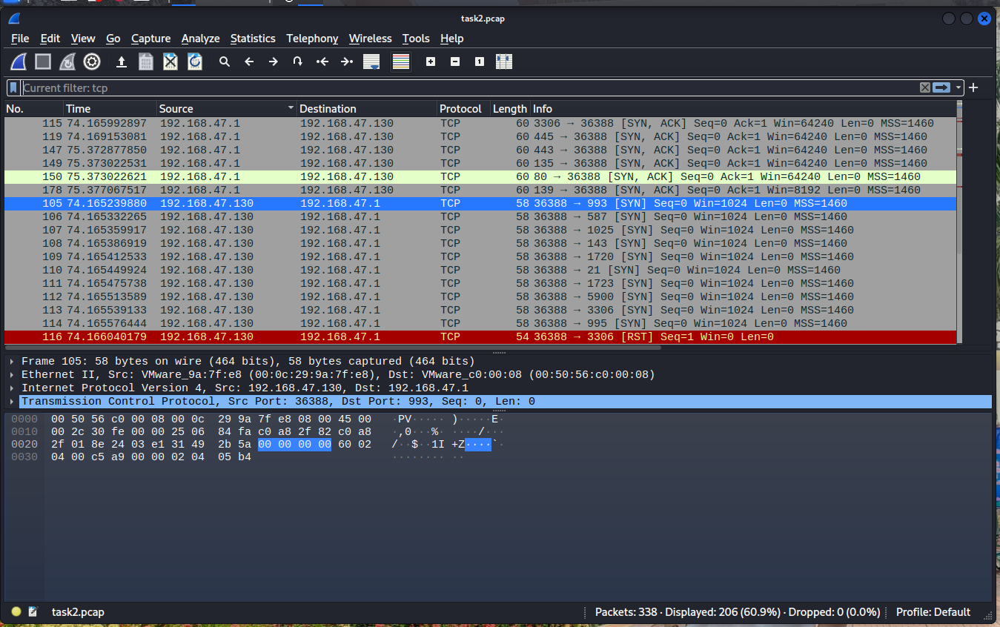 task2.pcap
File Edit View Go Capture Analyze Statistics Telephony Wireless Tools Help
Current filter: tcp
No. Time Source Destination Protocol Length Info
115 74.165992897 192.168.47.1 192.168.47.130 TCP 60 3306 → 36388 [SYN, ACK] Seq=0 Ack=1 Win=64240 Len=0 MSS=1460
119 74.169153081 192.168.47.1 192.168.47.130 TCP 60 445 → 36388 [SYN, ACK] Seq=0 Ack=1 Win=64240 Len=0 MSS=1460
147 75.372877850 192.168.47.1 192.168.47.130 TCP 60 443 → 36388 [SYN, ACK] Seq=0 Ack=1 Win=64240 Len=0 MSS=1460
149 75.373022531 192.168.47.1 192.168.47.130 TCP 60 135 → 36388 [SYN, ACK] Seq=0 Ack=1 Win=64240 Len=0 MSS=1460
150 75.373022621 192.168.47.1 192.168.47.130 TCP 60 80 → 36388 [SYN, ACK] Seq=0 Ack=1 Win=64240 Len=0 MSS=1460
178 75.377067517 192.168.47.1 192.168.47.130 TCP 60 139 → 36388 [SYN, ACK] Seq=0 Ack=1 Win=8192 Len=0 MSS=1460
105 74.165239880 192.168.47.130 192.168.47.1 TCP 58 36388 → 993 [SYN] Seq=0 Win=1024 Len=0 MSS=1460
106 74.165332265 192.168.47.130 192.168.47.1 TCP 58 36388 → 587 [SYN] Seq=0 Win=1024 Len=0 MSS=1460
107 74.165359917 192.168.47.130 192.168.47.1 TCP 58 36388 → 1025 [SYN] Seq=0 Win=1024 Len=0 MSS=1460
108 74.165386919 192.168.47.130 192.168.47.1 TCP 58 36388 → 143 [SYN] Seq=0 Win=1024 Len=0 MSS=1460
109 74.165412533 192.168.47.130 192.168.47.1 TCP 58 36388 → 1720 [SYN] Seq=0 Win=1024 Len=0 MSS=1460
110 74.165449924 192.168.47.130 192.168.47.1 TCP 58 36388 → 21 [SYN] Seq=0 Win=1024 Len=0 MSS=1460
111 74.165475738 192.168.47.130 192.168.47.1 TCP 58 36388 → 1723 [SYN] Seq=0 Win=1024 Len=0 MSS=1460
112 74.165513589 192.168.47.130 192.168.47.1 TCP 58 36388 → 5900 [SYN] Seq=0 Win=1024 Len=0 MSS=1460
113 74.165539133 192.168.47.130 192.168.47.1 TCP 58 36388 → 3306 [SYN] Seq=0 Win=1024 Len=0 MSS=1460
114 74.165576444 192.168.47.130 192.168.47.1 TCP 58 36388 → 995 [SYN] Seq=0 Win=1024 Len=0 MSS=1460
116 74.166040179 192.168.47.130 192.168.47.1 TCP 54 36388 → 3306 [RST] Seq=1 Win=0 Len=0
Frame 105: 58 bytes on wire (464 bits), 58 bytes captured (464 bits)
Ethernet II, Src: VMware_9a:7f:e8 (00:0c:29:9a:7f:e8), Dst: VMware_c0:00:08 (00:50:56:c0:00:08)
Internet Protocol Version 4, Src: 192.168.47.130, Dst: 192.168.47.1
Transmission Control Protocol, Src Port: 36388, Dst Port: 993, Seq: 0, Len: 0
0000 00 50 56 c0 00 08 00 0c 29 9a 7f e8 08 00 45 00 ·PV····· )·····E·
0010 00 2c 30 fe 00 00 25 06 84 fa c0 a8 2f 82 c0 a8 ·,0···%· ····/···
0020 2f 01 8e 24 03 e1 31 49 2b 5a 00 00 00 00 60 02 /··$··1I +Z····`·
0030 04 00 c5 a9 00 00 02 04 05 b4 ········ ··
task2.pcap Packets: 338 · Displayed: 206 (60.9%) · Dropped: 0 (0.0%) Profile: Default